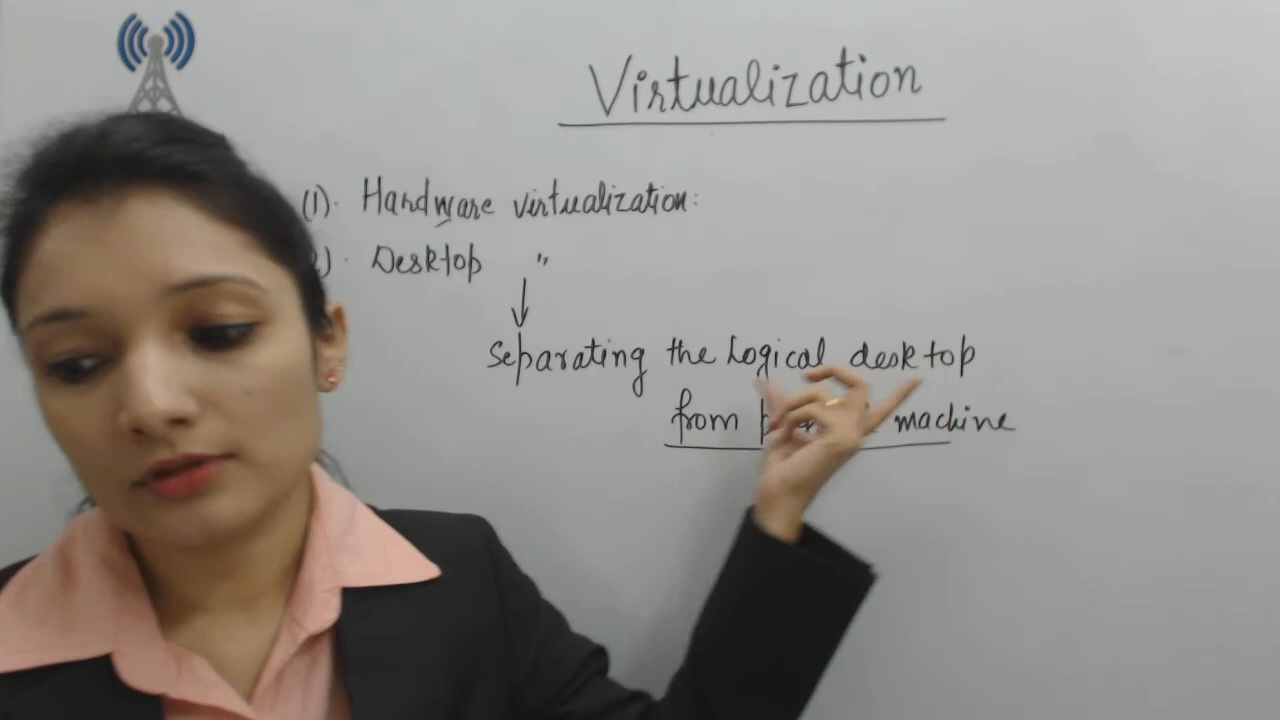 Virtualization
(1). Hardware virtualization:
). Desktop "
Separating the Logical desktop
from machine